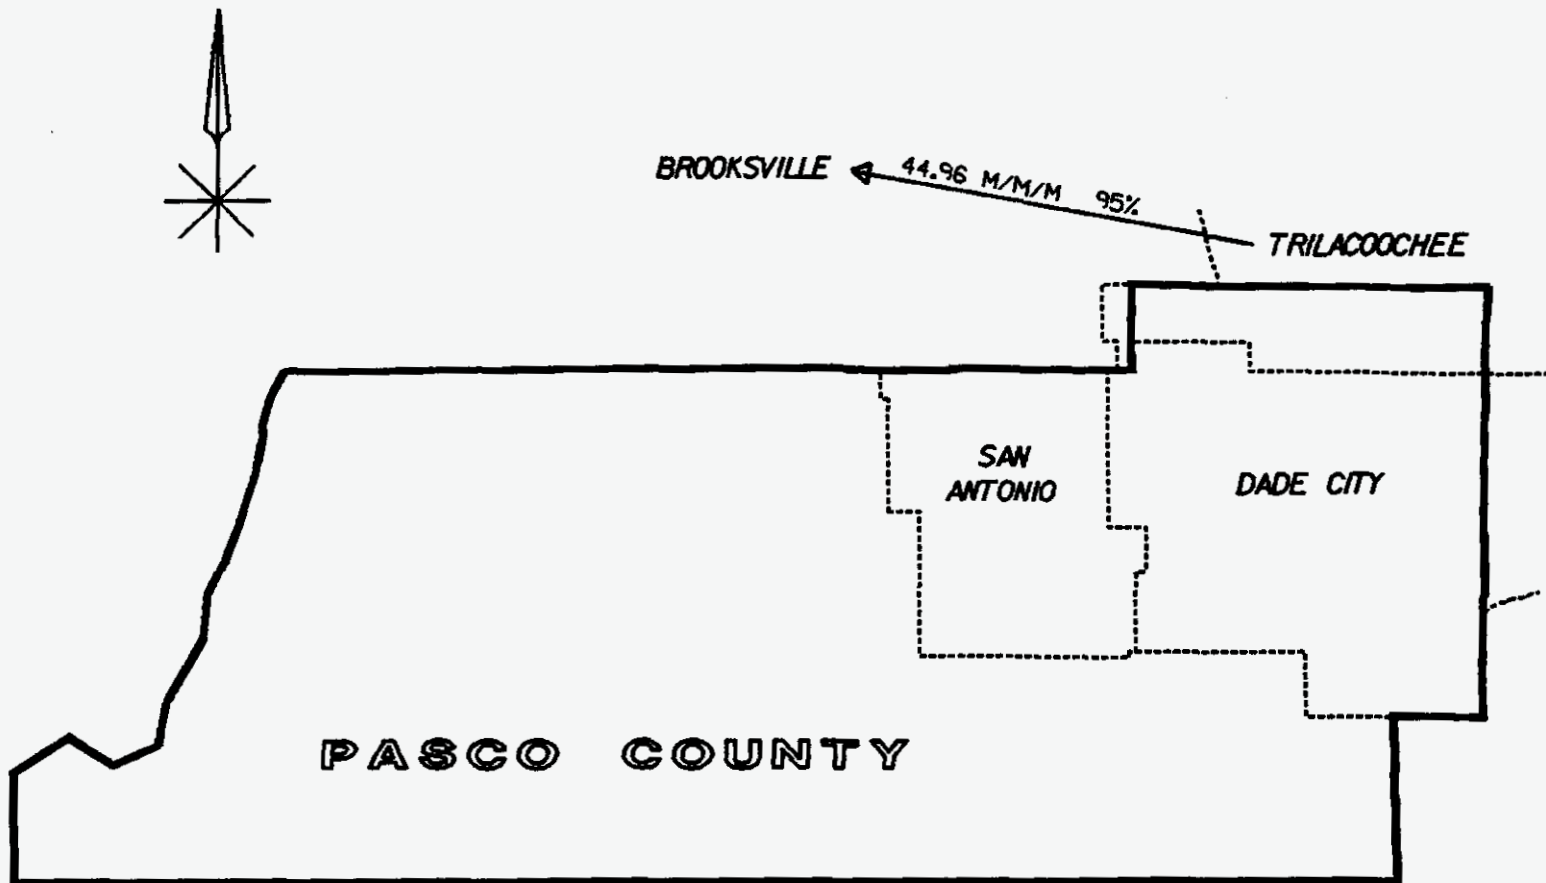 BROOKSVILLE
44.96 M/M/M 95%
TRILACOOCHEE
SAN
ANTONIO
DADE CITY
PASCO COUNTY